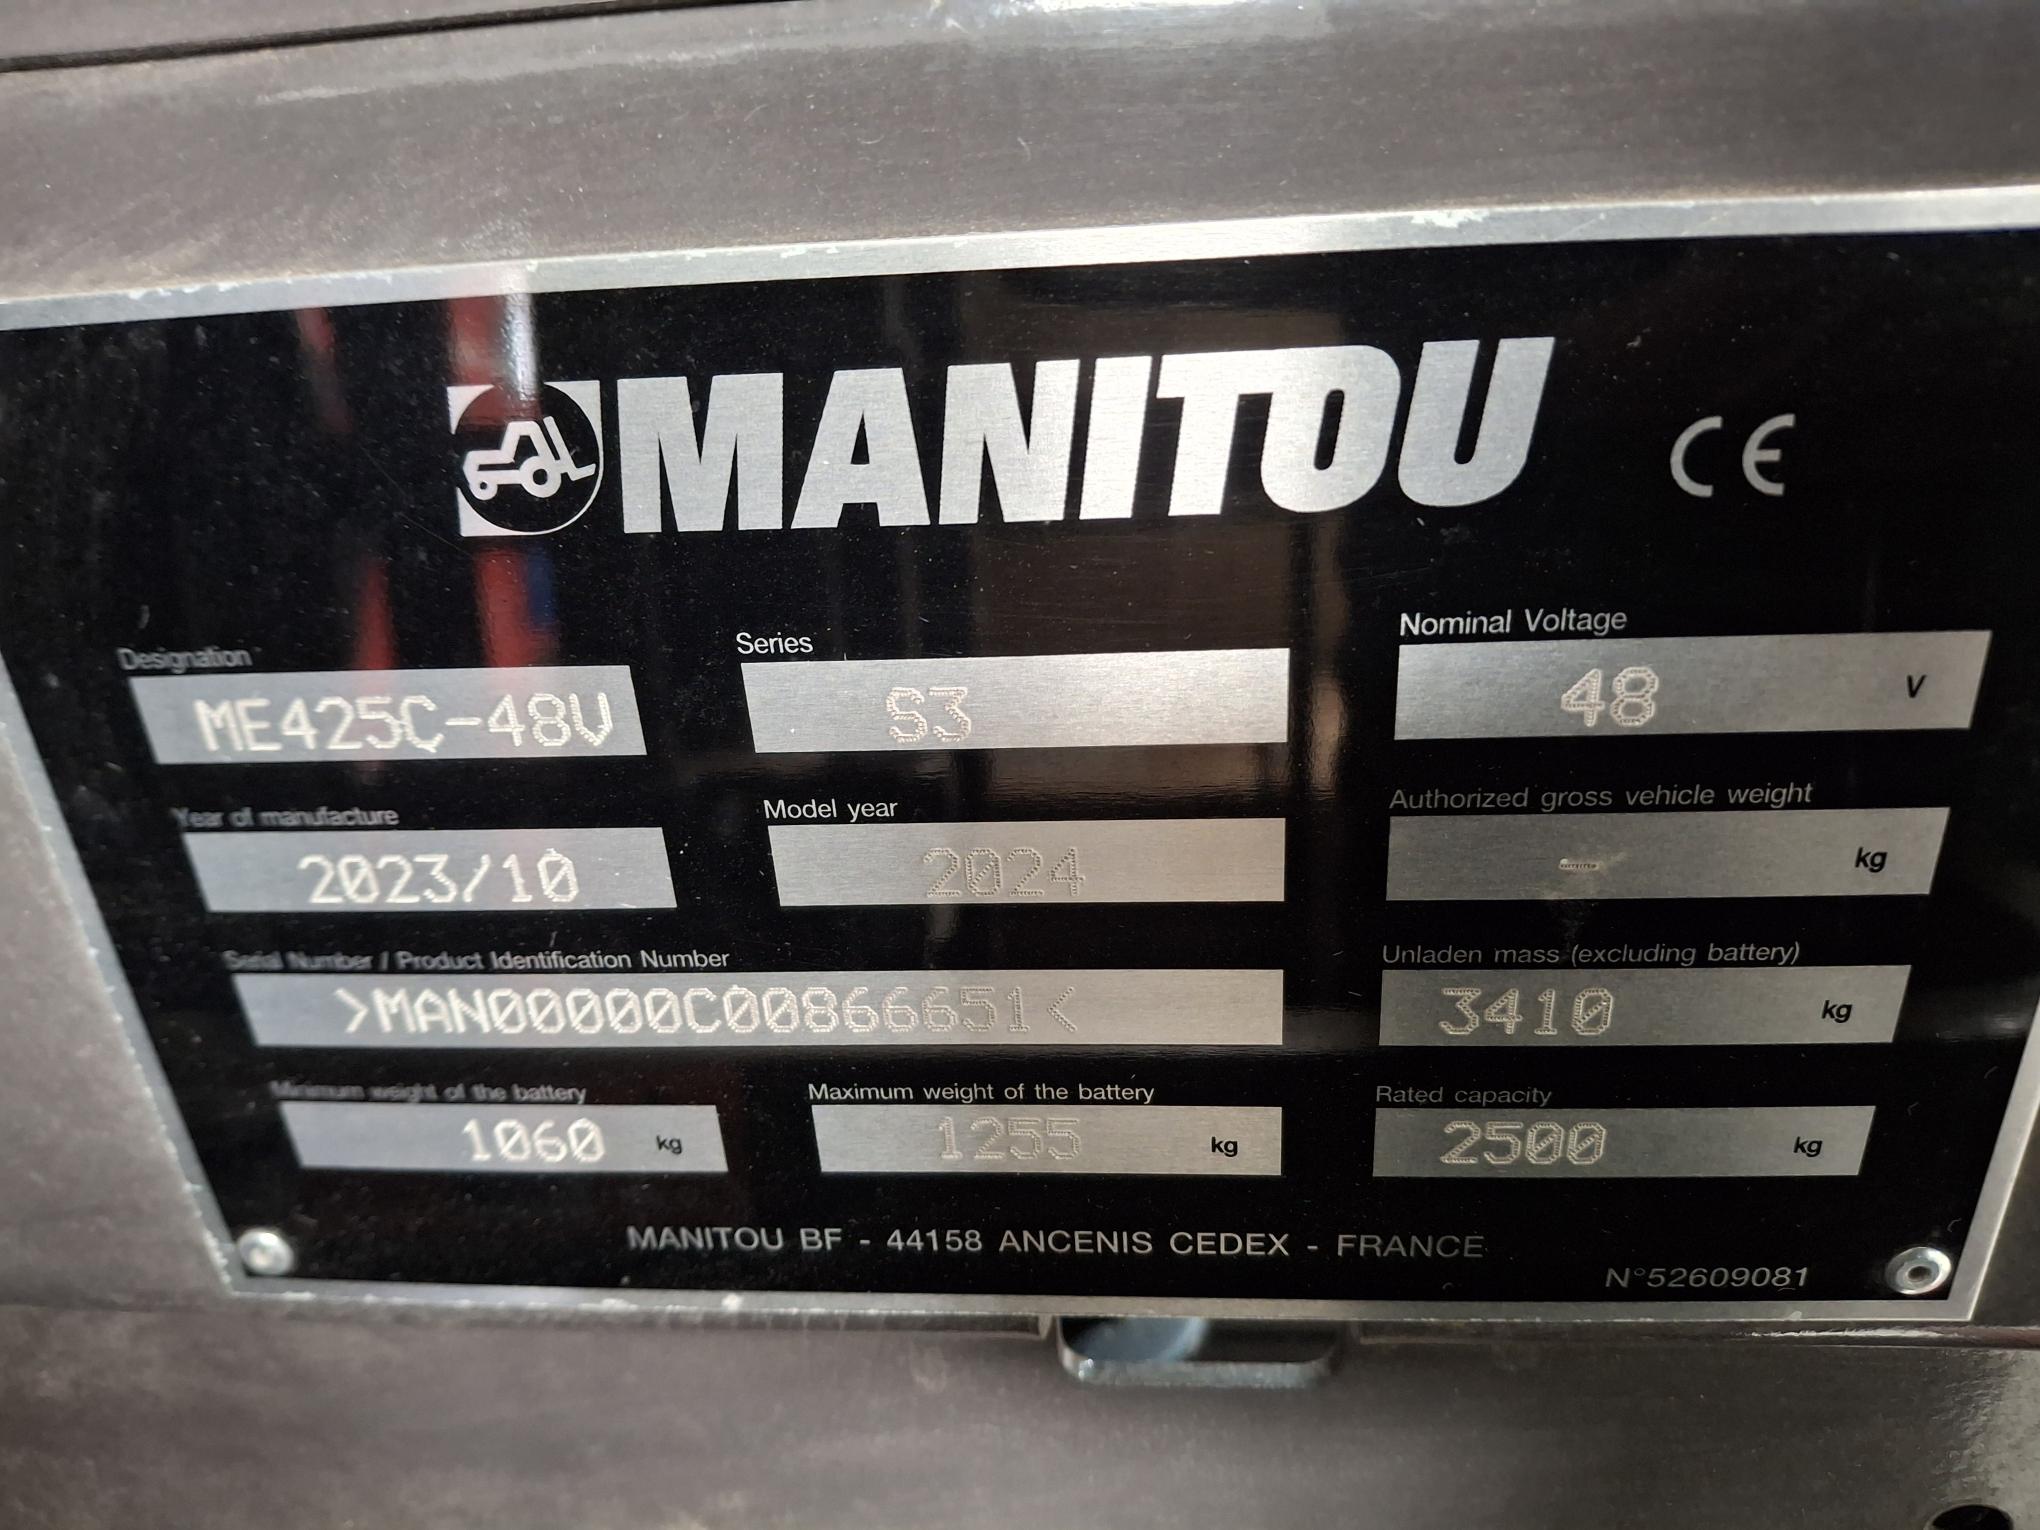 MANITOU CE
Designation Series Nominal Voltage
ME425C-48V S3 48 V
Year of manufacture Model year Authorized gross vehicle weight
2023/10 2024 - kg
Serial Number / Product Identification Number Unladen mass (excluding battery)
>MAN00000C00866651< 3410 kg
Minimum weight of the battery Maximum weight of the battery Rated capacity
1060 kg 1255 kg 2500 kg
MANITOU BF - 44158 ANCENIS CEDEX - FRANCE
N°52609081